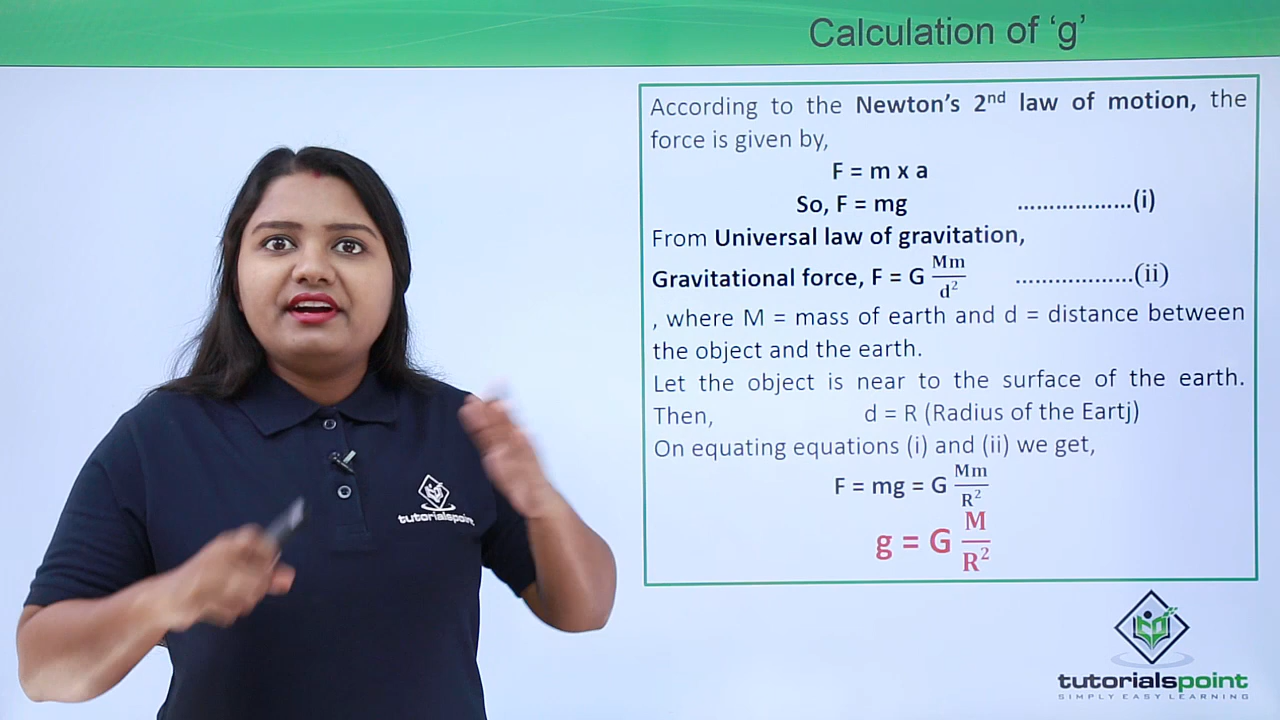 Calculation of ‘g’
According to the Newton’s 2nd law of motion, the
force is given by,
F = m x a
So, F = mg ..................(i)
From Universal law of gravitation,
Gravitational force, F = G Mm/d² ..................(ii)
, where M = mass of earth and d = distance between
the object and the earth.
Let the object is near to the surface of the earth.
Then, d = R (Radius of the Eartj)
On equating equations (i) and (ii) we get,
F = mg = G Mm/R²
g = G M/R²
tutorialspoint
tutorialspoint
SIMPLY EASY LEARNING